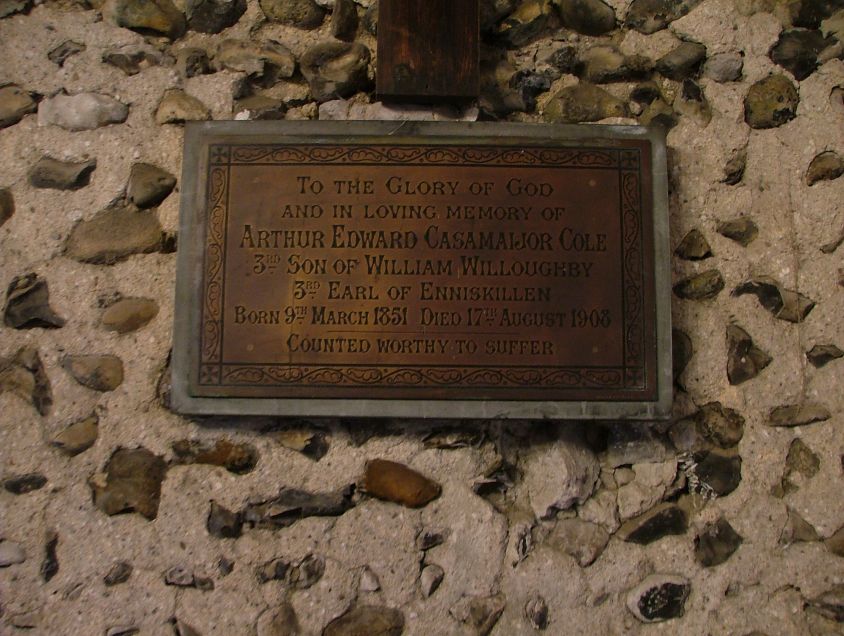 To the Glory of God
and in loving memory of
Arthur Edward Casamaijor Cole
3rd Son of William Willoughby
3rd Earl of Enniskillen
Born 9th March 1851 Died 17th August 1908
Counted worthy to suffer